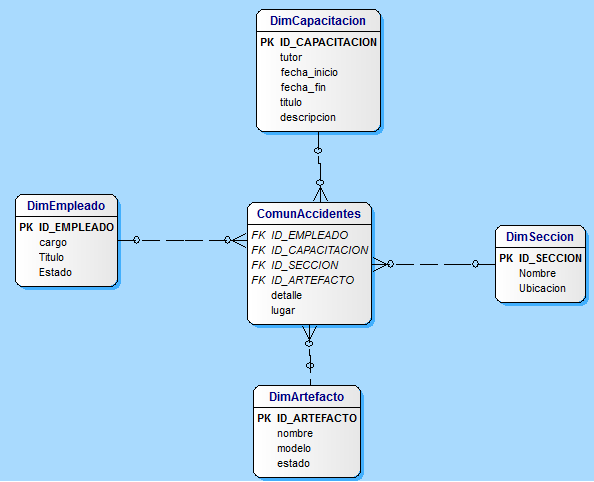 DimCapacitacion
PK ID_CAPACITACION
tutor
fecha_inicio
fecha_fin
titulo
descripcion
DimEmpleado
PK ID_EMPLEADO
cargo
Titulo
Estado
ComunAccidentes
FK ID_EMPLEADO
FK ID_CAPACITACION
FK ID_SECCION
FK ID_ARTEFACTO
detalle
lugar
DimSeccion
PK ID_SECCION
Nombre
Ubicacion
DimArtefacto
PK ID_ARTEFACTO
nombre
modelo
estado